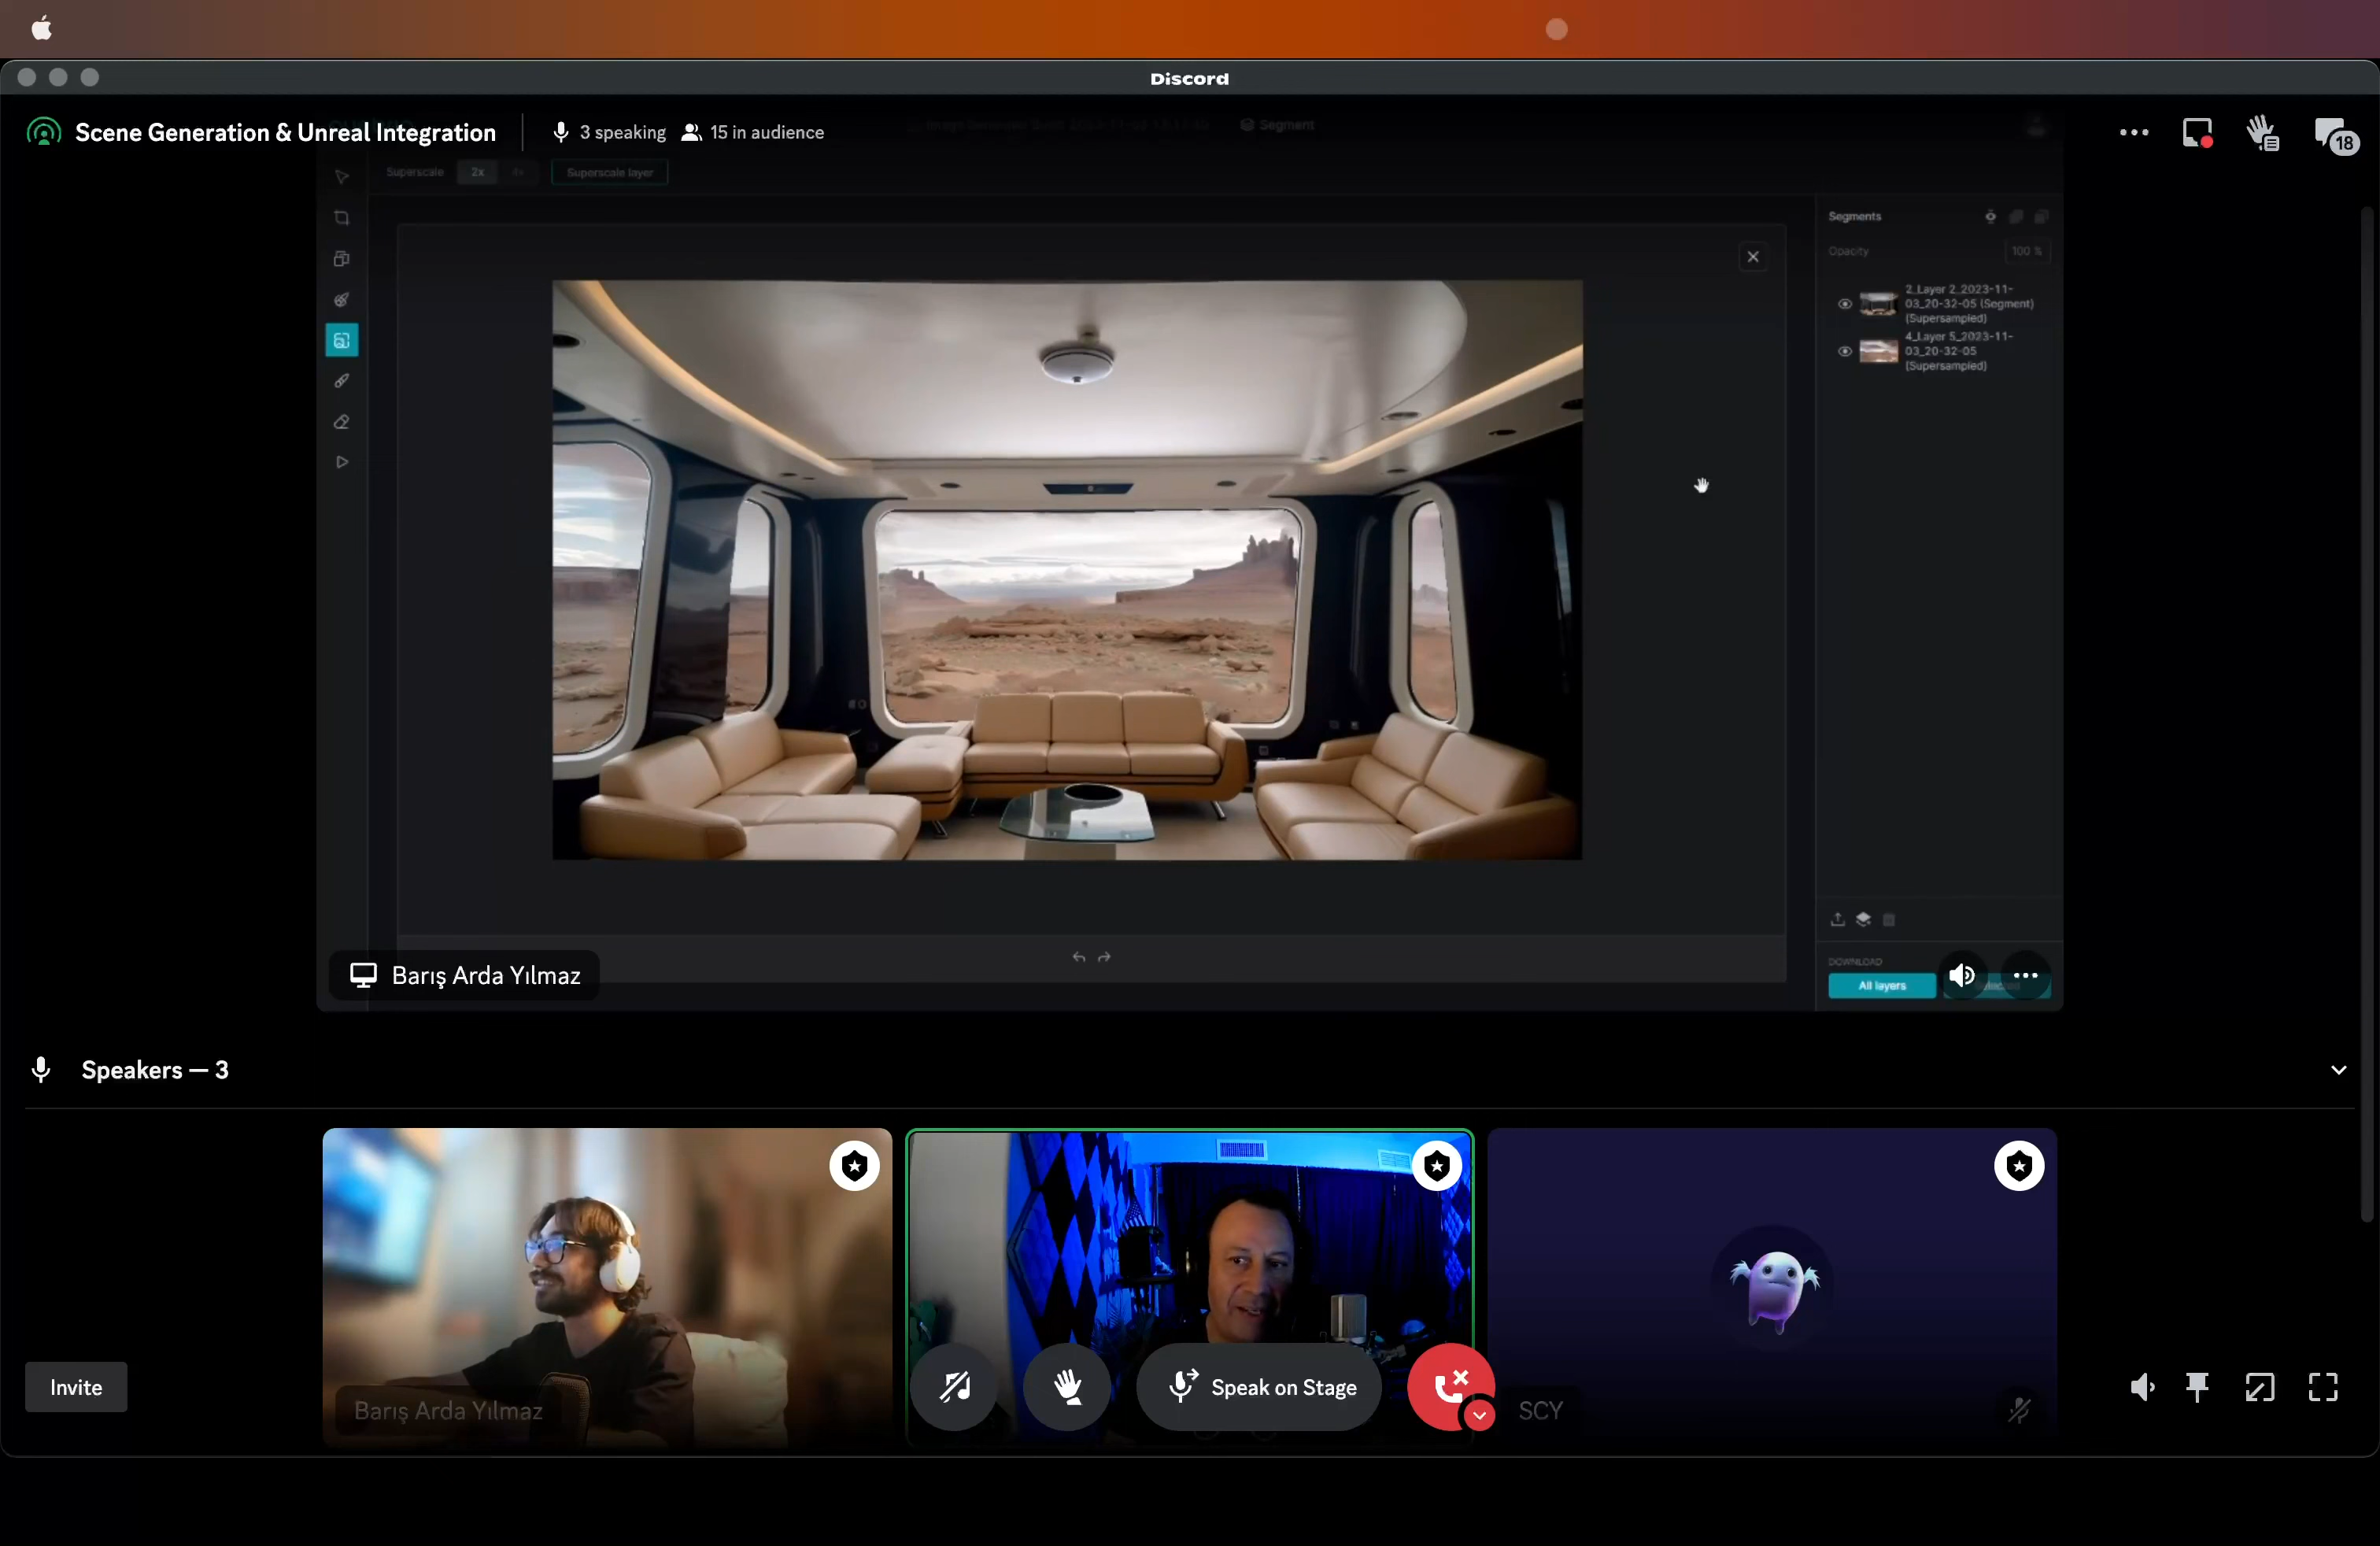 Discord
Scene Generation & Unreal Integration
3 speaking
15 in audience
Segment
18
Superscale
2x
Superscale layer
Segments
Opacity
100 %
2_Layer 2_2023-11-
03_20-32-05 (Segment)
(Supersampled)
4_Layer 5_2023-11-
03_20-32-05
(Supersampled)
Barış Arda Yılmaz
DOWNLOAD
All layers
Speakers — 3
Invite
Barış Arda Yılmaz
Speak on Stage
SCY